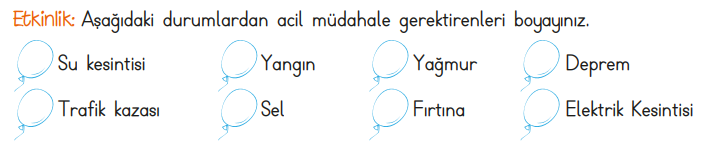 Etkinlik: Aşağıdaki durumlardan acil müdahale gerektirenleri boyayınız.
Su kesintisi Yangın Yağmur Deprem
Trafik kazası Sel Fırtına Elektrik Kesintisi